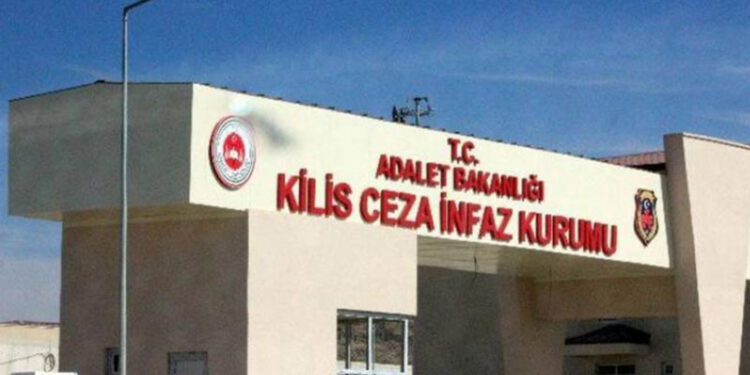 T.C.
ADALET BAKANLIĞI
KİLİS CEZA İNFAZ KURUMU